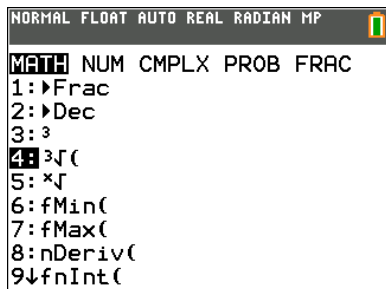 NORMAL FLOAT AUTO REAL RADIAN MP
MATH NUM CMPLX PROB FRAC
1:▶Frac
2:▶Dec
3:³
4:³√(
5:ˣ√
6:fMin(
7:fMax(
8:nDeriv(
9↓fnInt(